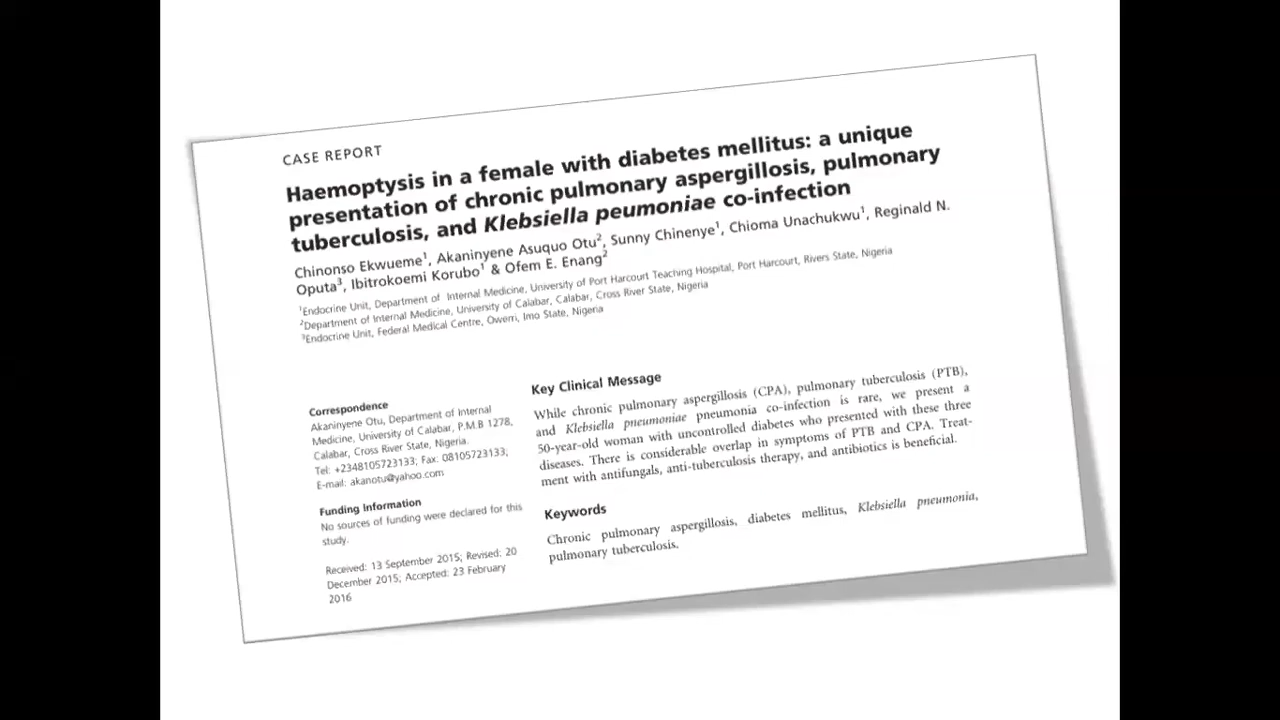 CASE REPORT
Haemoptysis in a female with diabetes mellitus: a unique
presentation of chronic pulmonary aspergillosis, pulmonary
tuberculosis, and Klebsiella peumoniae co-infection
Chinonso Ekwueme1, Akaninyene Asuquo Otu2, Sunny Chinenye1, Chioma Unachukwu1, Reginald N.
Oputa3, Ibitrokoemi Korubo1 & Ofem E. Enang2
1Endocrine Unit, Department of Internal Medicine, University of Port Harcourt Teaching Hospital, Port Harcourt, Rivers State, Nigeria
2Department of Internal Medicine, University of Calabar, Calabar, Cross River State, Nigeria
3Endocrine Unit, Federal Medical Centre, Owerri, Imo State, Nigeria
Correspondence
Akaninyene Otu, Department of Internal
Medicine, University of Calabar, P.M.B 1278,
Calabar, Cross River State, Nigeria.
Tel: +2348105723133; Fax: 08105723133;
E-mail: akanotu@yahoo.com
Funding Information
No sources of funding were declared for this
study.
Received: 13 September 2015; Revised: 20
December 2015; Accepted: 23 February
2016
Key Clinical Message
While chronic pulmonary aspergillosis (CPA), pulmonary tuberculosis (PTB),
and Klebsiella pneumoniae pneumonia co-infection is rare, we present a
50-year-old woman with uncontrolled diabetes who presented with these three
diseases. There is considerable overlap in symptoms of PTB and CPA. Treat-
ment with antifungals, anti-tuberculosis therapy, and antibiotics is beneficial.
Keywords
Chronic pulmonary aspergillosis, diabetes mellitus, Klebsiella pneumonia,
pulmonary tuberculosis.